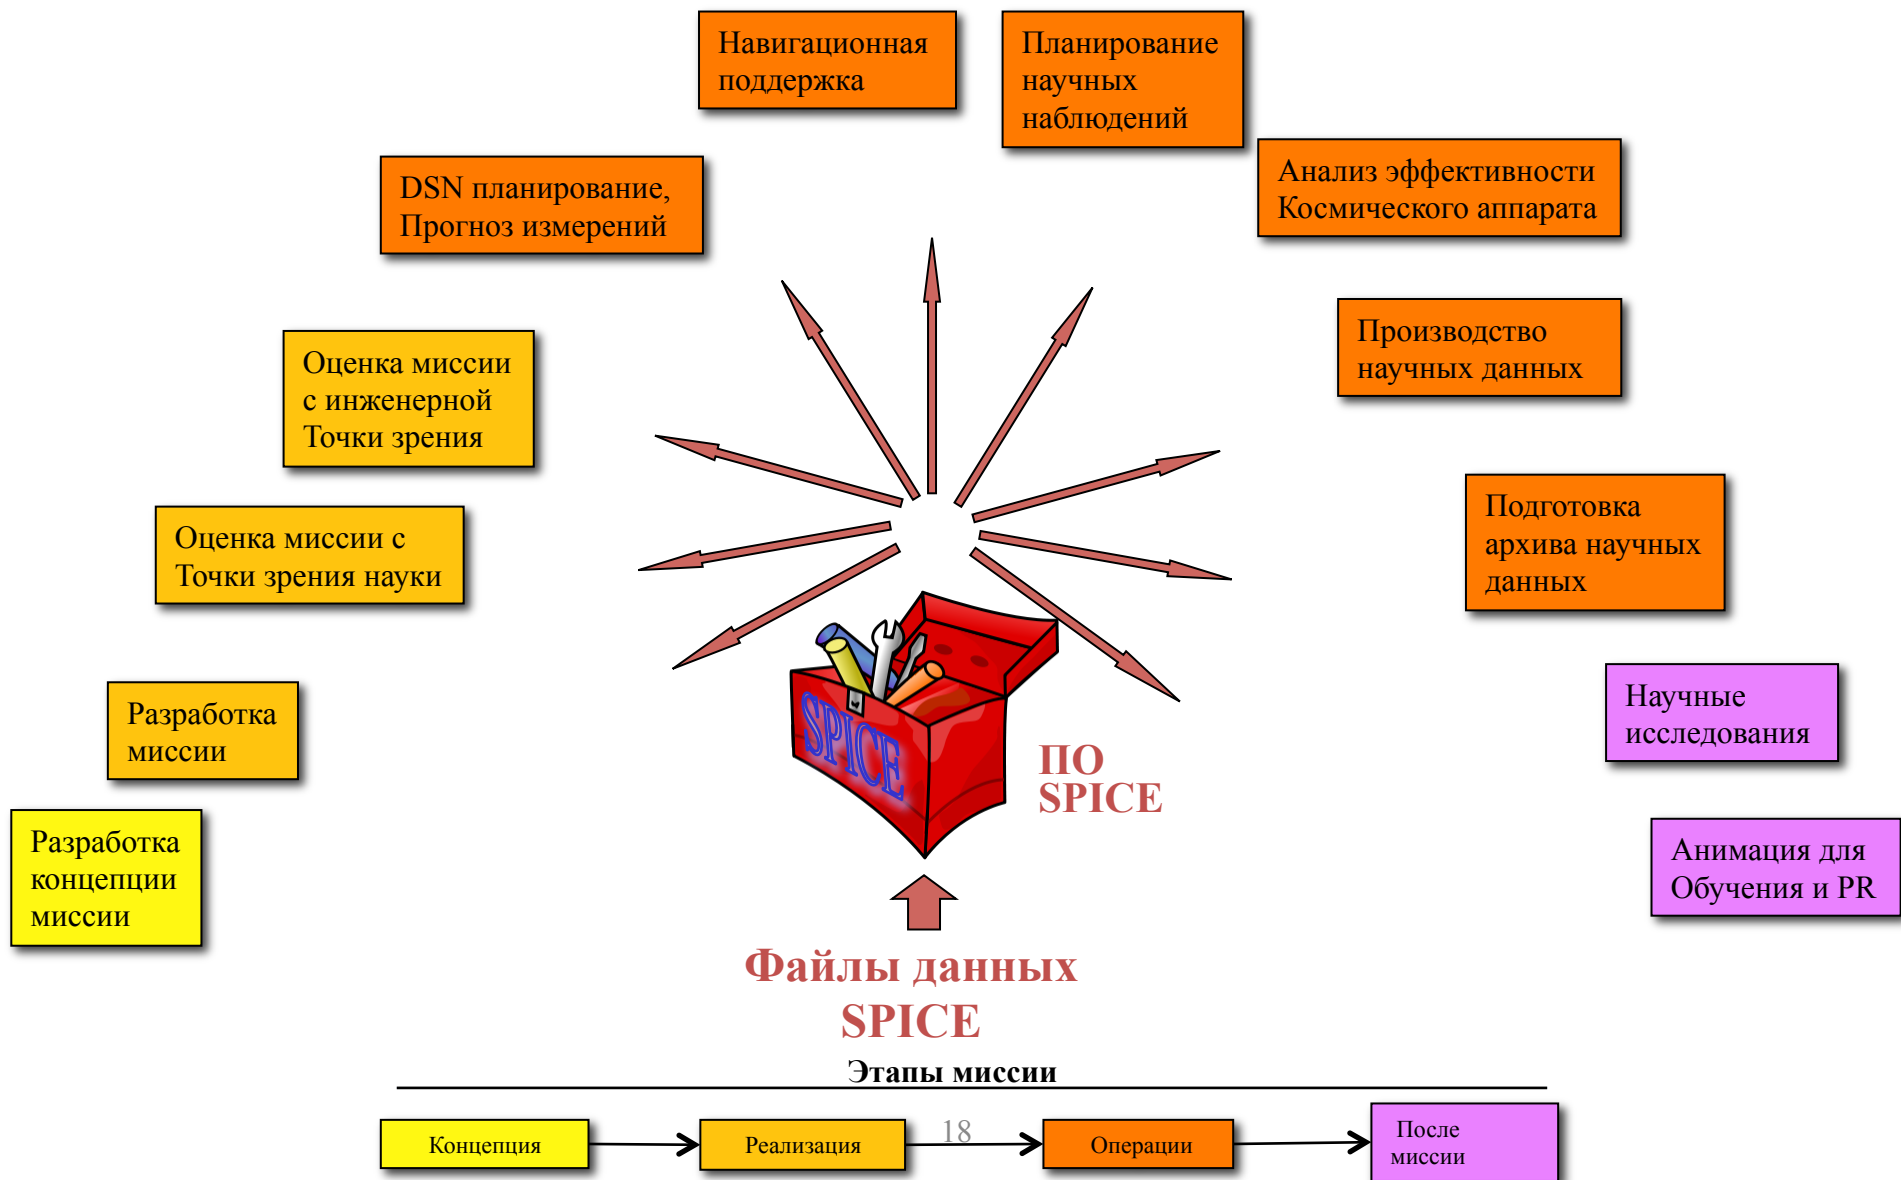 Навигационная
поддержка
Планирование
научных
наблюдений
DSN планирование,
Прогноз измерений
Анализ эффективности
Космического аппарата
Оценка миссии
с инженерной
Точки зрения
Производство
научных данных
Оценка миссии с
Точки зрения науки
Подготовка
архива научных
данных
Разработка
миссии
Научные
исследования
SPICE
ПО
SPICE
Разработка
концепции
миссии
Анимация для
Обучения и PR
Файлы данных
SPICE
Этапы миссии
Концепция
Реализация
18
Операции
После
миссии